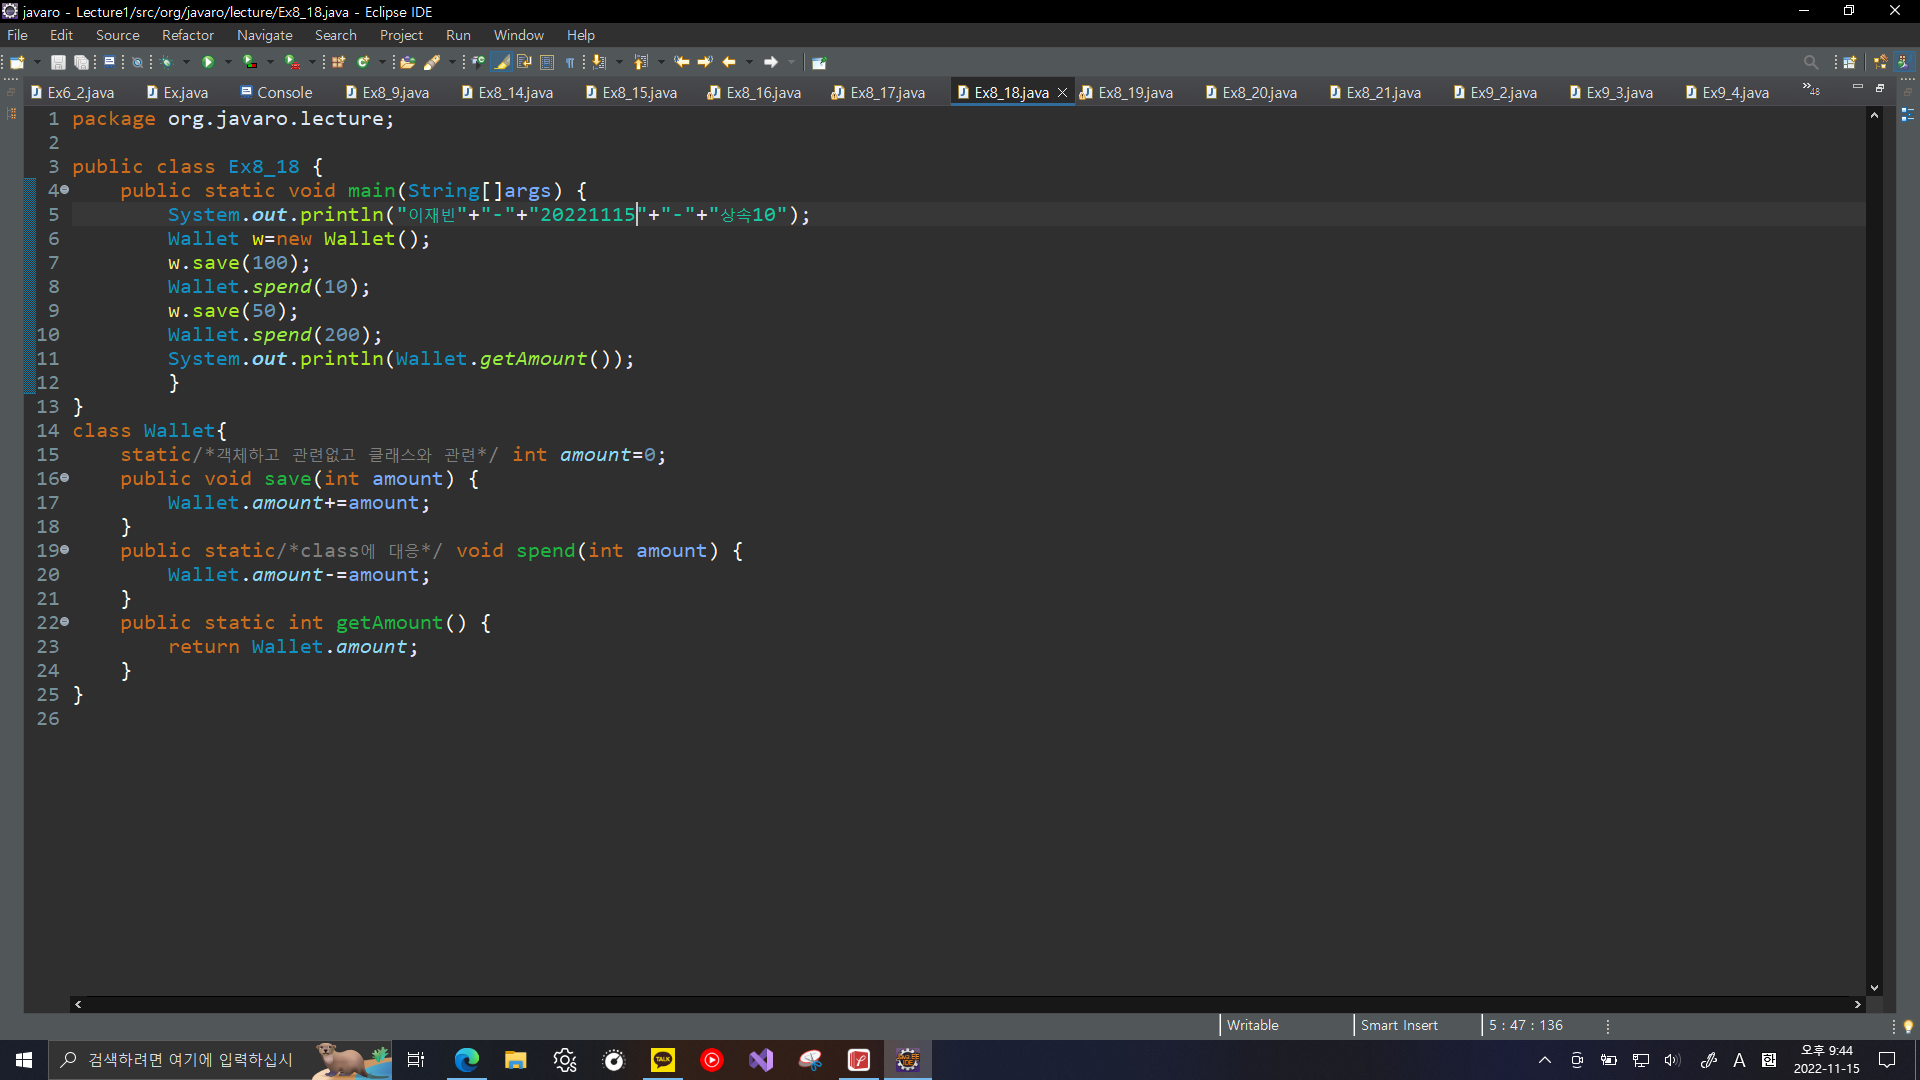 javaro - Lecture1/src/org/javaro/lecture/Ex8_18.java - Eclipse IDE
File Edit Source Refactor Navigate Search Project Run Window Help
Ex6_2.java Ex.java Console Ex8_9.java Ex8_14.java Ex8_15.java Ex8_16.java Ex8_17.java Ex8_18.java Ex8_19.java Ex8_20.java Ex8_21.java Ex9_2.java Ex9_3.java Ex9_4.java »48
1 package org.javaro.lecture;
2
3 public class Ex8_18 {
4 public static void main(String[]args) {
5 System.out.println("이재빈"+"-"+"20221115"+"-"+"상속10");
6 Wallet w=new Wallet();
7 w.save(100);
8 Wallet.spend(10);
9 w.save(50);
10 Wallet.spend(200);
11 System.out.println(Wallet.getAmount());
12 }
13 }
14 class Wallet{
15 static/*객체하고 관련없고 클래스와 관련*/ int amount=0;
16 public void save(int amount) {
17 Wallet.amount+=amount;
18 }
19 public static/*class에 대응*/ void spend(int amount) {
20 Wallet.amount-=amount;
21 }
22 public static int getAmount() {
23 return Wallet.amount;
24 }
25 }
26
Writable Smart Insert 5 : 47 : 136
검색하려면 여기에 입력하십시 TALK A 오후 9:44
2022-11-15